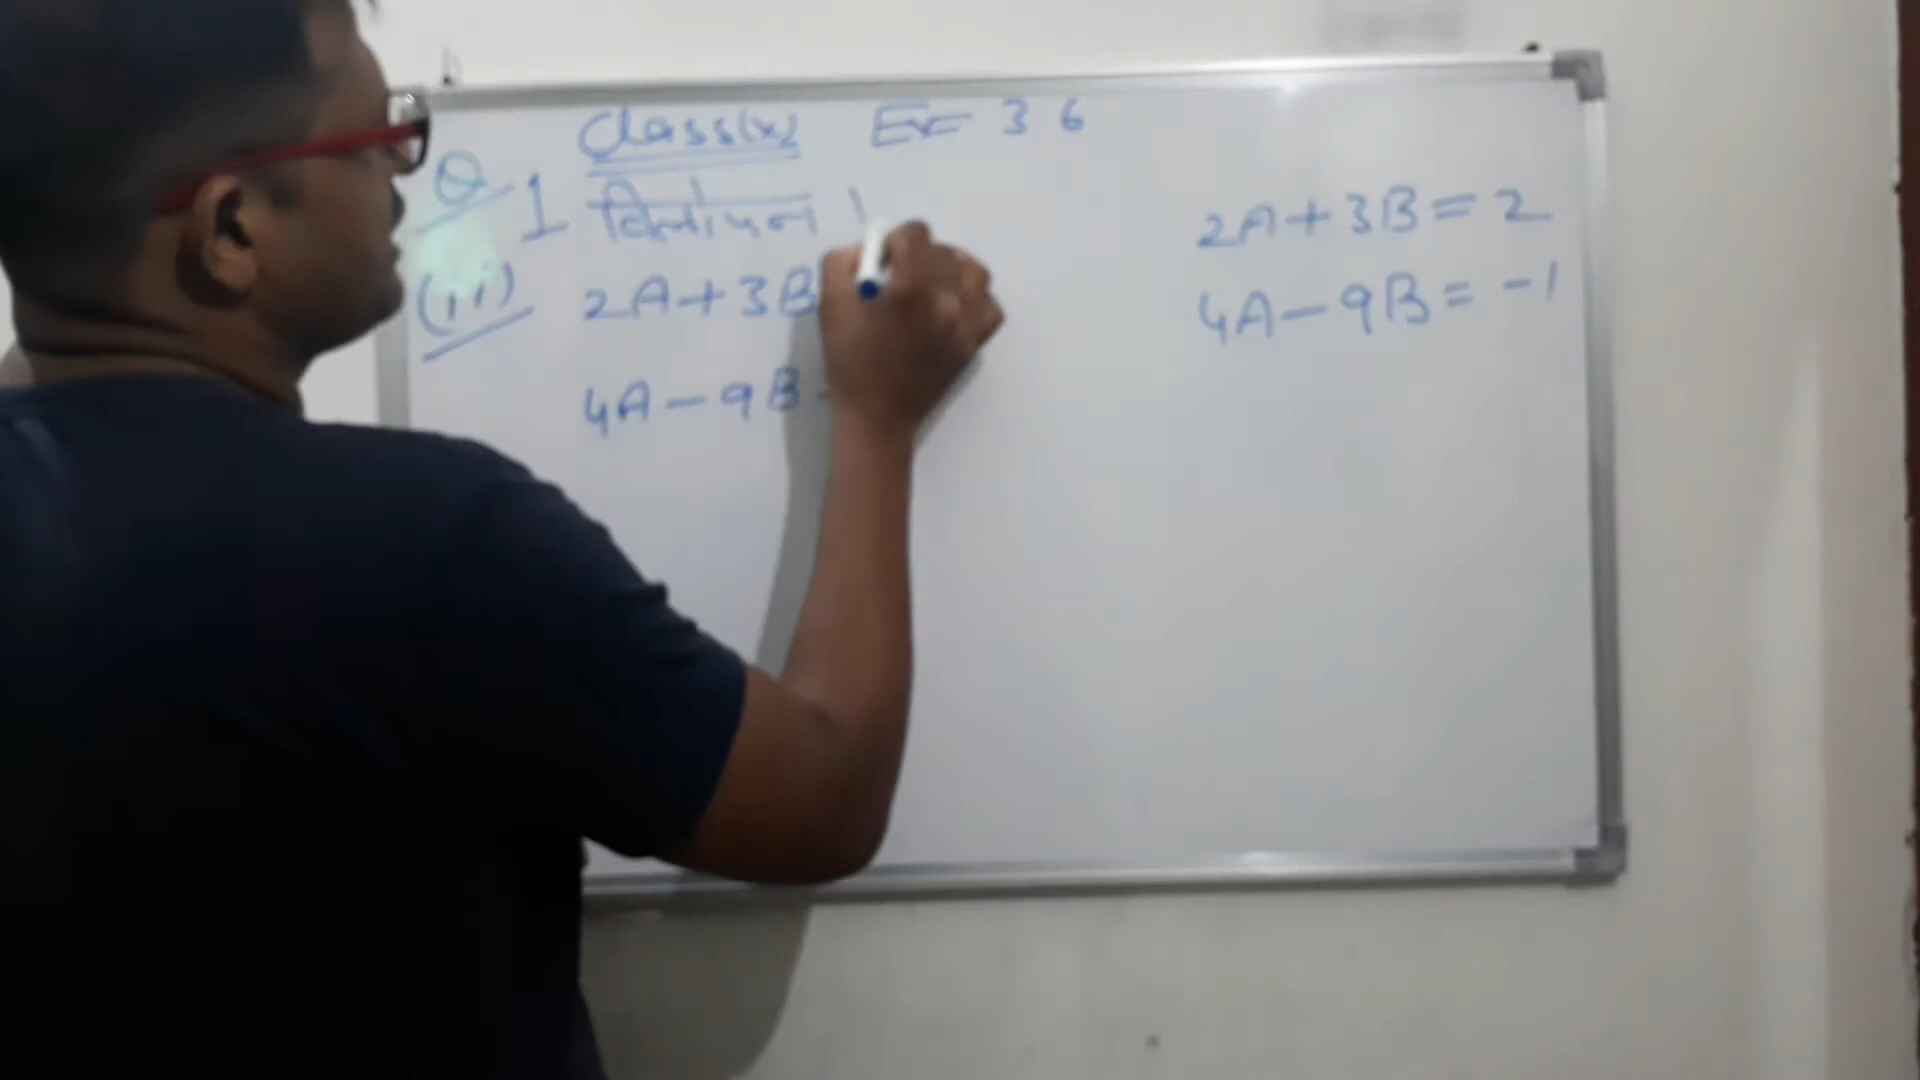 Class(x) Ex 3 6
Q 1 विलोपन
(ii) 2A+3B
4A-9B
2A+3B=2
4A-9B=-1